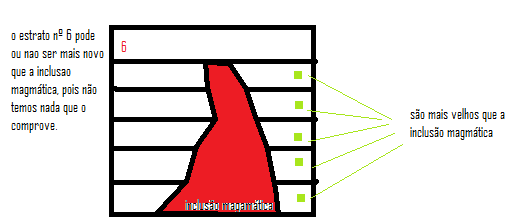 o estrato nº 6 pode
ou nao ser mais novo
que a inclusao
magmática, pois não
temos nada que o
comprove.
6
são mais velhos que a
inclusão magmática
inclusão magamática